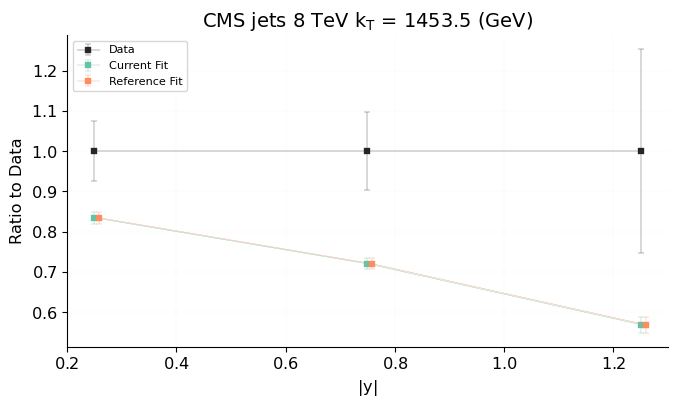 CMS jets 8 TeV k_T = 1453.5 (GeV)
Data
Current Fit
Reference Fit
Ratio to Data
1.2
1.1
1.0
0.9
0.8
0.7
0.6
0.2
0.4
0.6
0.8
1.0
1.2
|y|